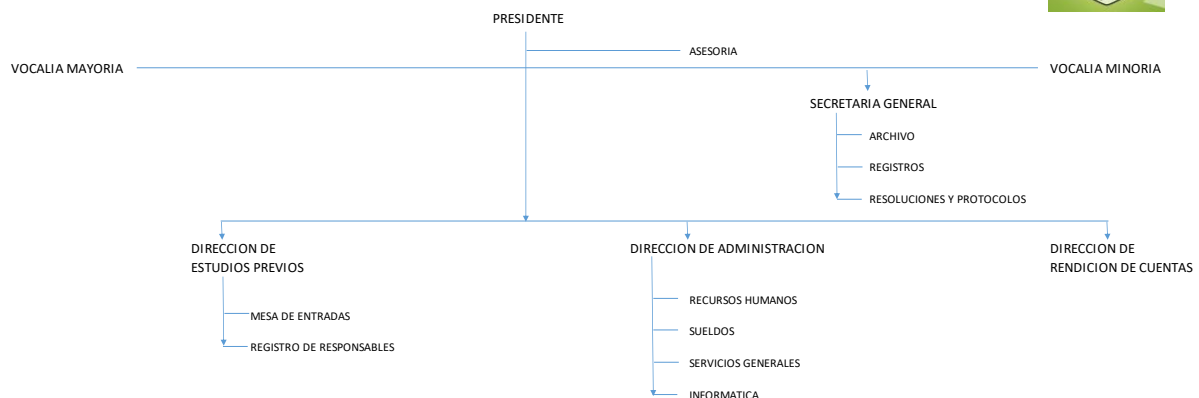 PRESIDENTE
ASESORIA
VOCALIA MAYORIA
VOCALIA MINORIA
SECRETARIA GENERAL
ARCHIVO
REGISTROS
RESOLUCIONES Y PROTOCOLOS
DIRECCION DE
ESTUDIOS PREVIOS
MESA DE ENTRADAS
REGISTRO DE RESPONSABLES
DIRECCION DE ADMINISTRACION
RECURSOS HUMANOS
SUELDOS
SERVICIOS GENERALES
INFORMATICA
DIRECCION DE
RENDICION DE CUENTAS